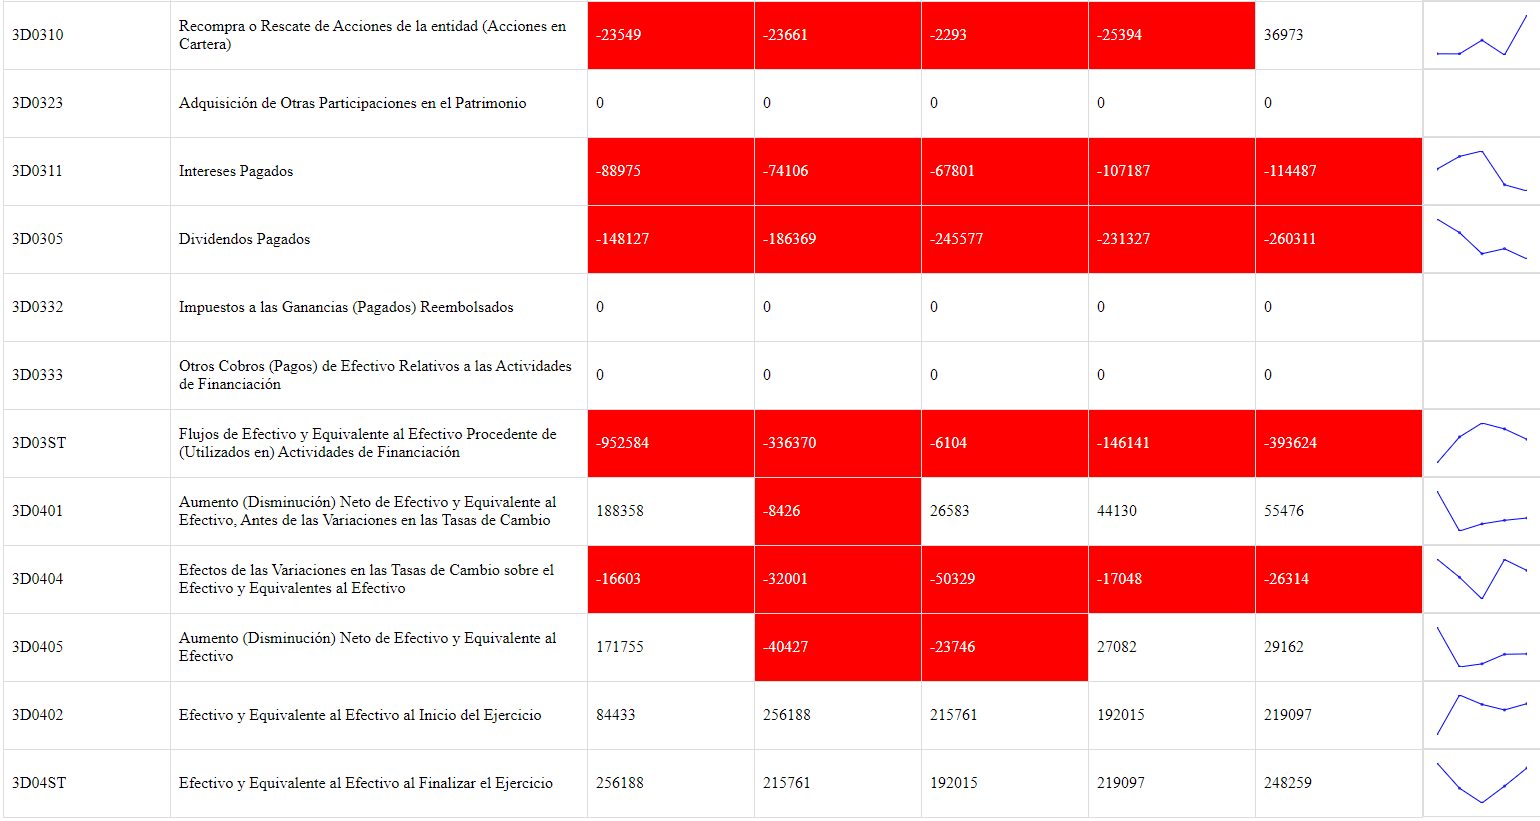 3D0310 Recompra o Rescate de Acciones de la entidad (Acciones en
Cartera) -23549 -23661 -2293 -25394 36973
3D0323 Adquisición de Otras Participaciones en el Patrimonio 0 0 0 0 0
3D0311 Intereses Pagados -88975 -74106 -67801 -107187 -114487
3D0305 Dividendos Pagados -148127 -186369 -245577 -231327 -260311
3D0332 Impuestos a las Ganancias (Pagados) Reembolsados 0 0 0 0 0
3D0333 Otros Cobros (Pagos) de Efectivo Relativos a las Actividades
de Financiación 0 0 0 0 0
3D03ST Flujos de Efectivo y Equivalente al Efectivo Procedente de
(Utilizados en) Actividades de Financiación -952584 -336370 -6104 -146141 -393624
3D0401 Aumento (Disminución) Neto de Efectivo y Equivalente al
Efectivo, Antes de las Variaciones en las Tasas de Cambio 188358 -8426 26583 44130 55476
3D0404 Efectos de las Variaciones en las Tasas de Cambio sobre el
Efectivo y Equivalentes al Efectivo -16603 -32001 -50329 -17048 -26314
3D0405 Aumento (Disminución) Neto de Efectivo y Equivalente al
Efectivo 171755 -40427 -23746 27082 29162
3D0402 Efectivo y Equivalente al Efectivo al Inicio del Ejercicio 84433 256188 215761 192015 219097
3D04ST Efectivo y Equivalente al Efectivo al Finalizar el Ejercicio 256188 215761 192015 219097 248259